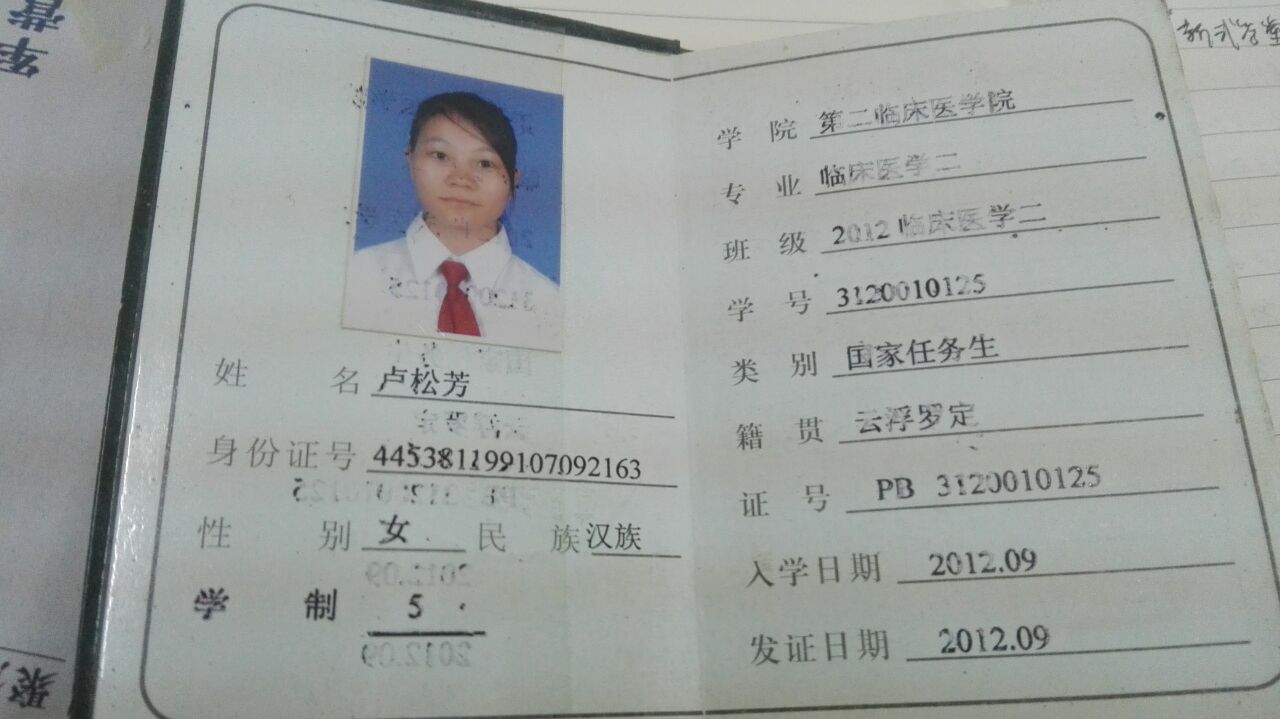 姓名 卢松芳
身份证号 445381199107092163
性别 女 民族 汉族
学制 5
学院 第二临床医学院
专业 临床医学二
班级 2012 临床医学二
学号 3120010125
类别 国家任务生
籍贯 云浮罗定
证号 PB 3120010125
入学日期 2012.09
发证日期 2012.09